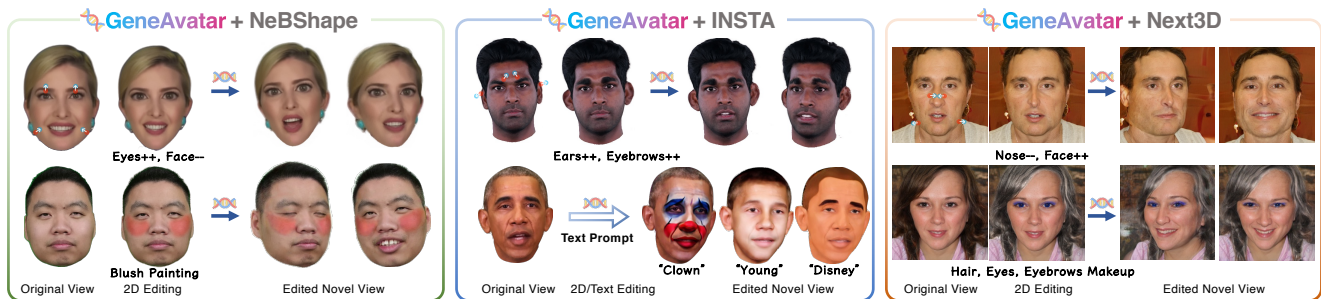 GeneAvatar + NeBShape
Eyes++, Face--
Blush Painting
Original View 2D Editing Edited Novel View
GeneAvatar + INSTA
Ears++, Eyebrows++
Text Prompt
“Clown” “Young” “Disney”
Original View 2D/Text Editing Edited Novel View
GeneAvatar + Next3D
Nose--, Face++
Hair, Eyes, Eyebrows Makeup
Original View 2D Editing Edited Novel View